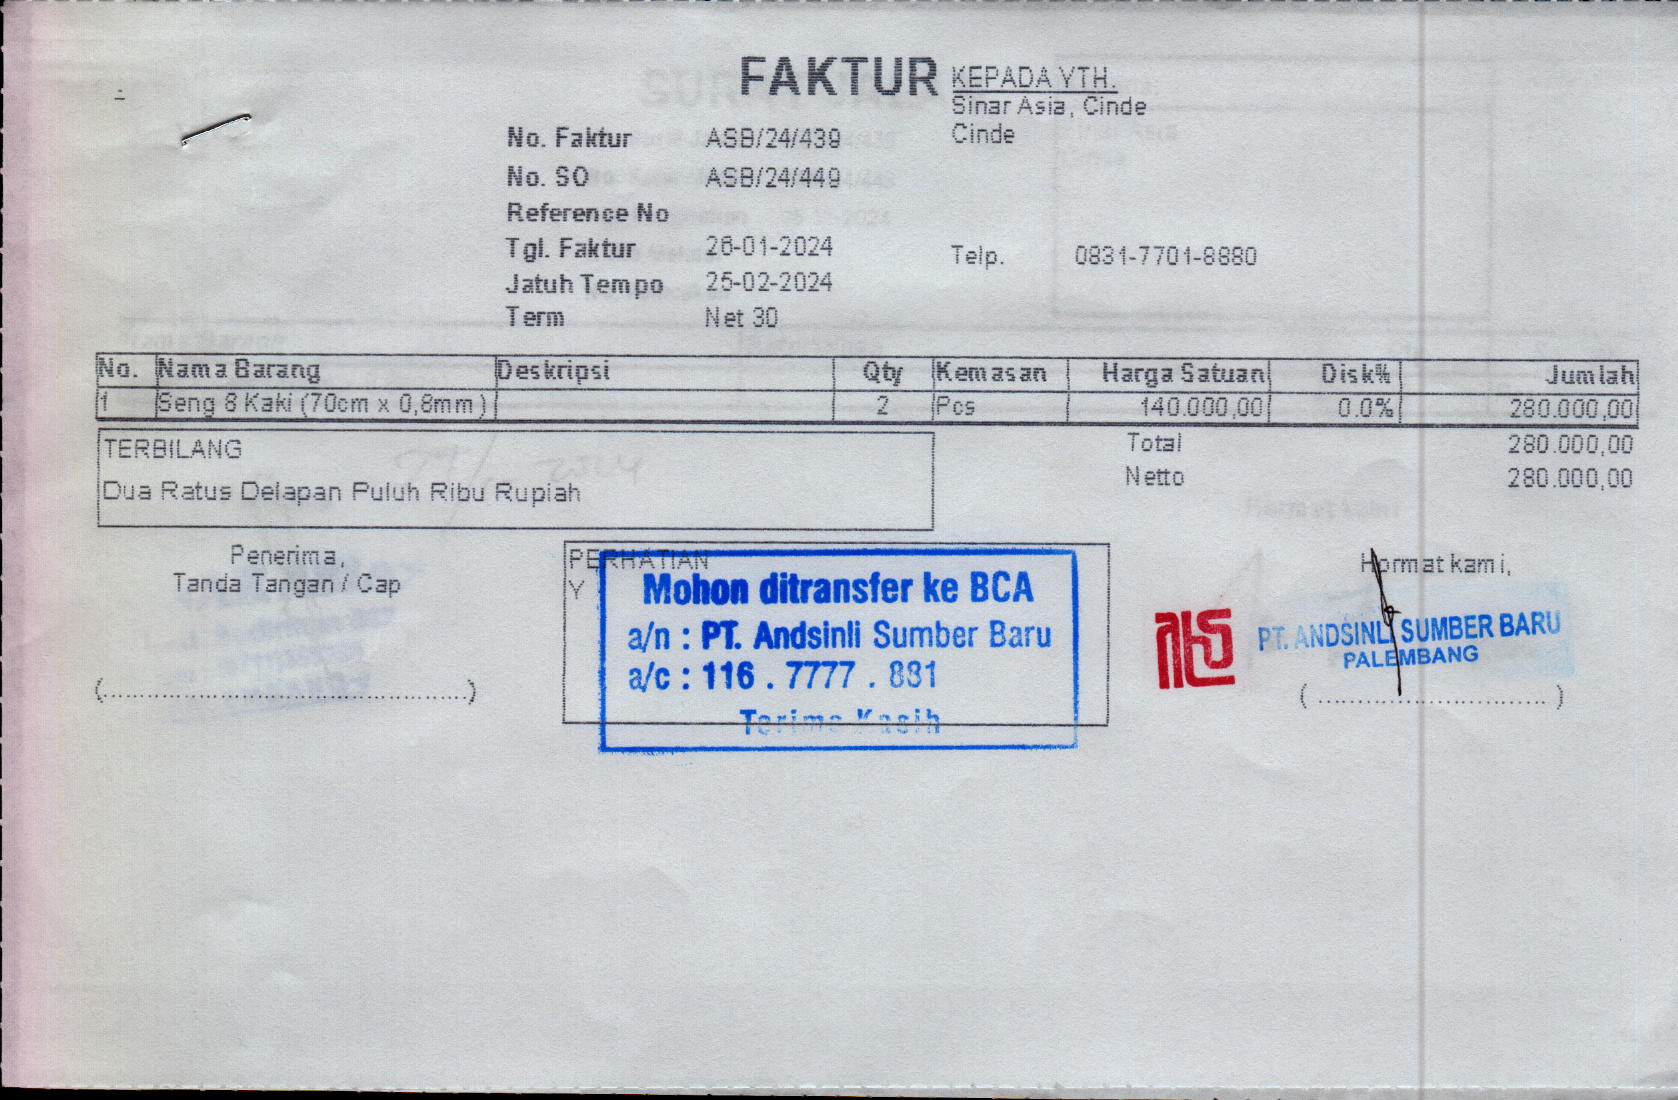 FAKTUR
KEPADA YTH.
Sinar Asia, Cinde
Cinde
No. Faktur ASB/24/439
No. SO ASB/24/449
Reference No
Tgl. Faktur 26-01-2024
Telp. 0831-7701-8880
Jatuh Tempo 25-02-2024
Term Net 30
No. Nama Barang Deskripsi Qty Kemasan Harga Satuan Disk% Jumlah
1 Seng 8 Kaki (70cm x 0,8mm) 2 Pcs 140.000,00 0.0% 280.000,00
TERBILANG
Dua Ratus Delapan Puluh Ribu Rupiah
Total 280.000,00
Netto 280.000,00
Penerima,
Tanda Tangan / Cap
(........................................)
PERHATIAN
Y
Mohon ditransfer ke BCA
a/n : PT. Andsinli Sumber Baru
a/c : 116 . 7777 . 881
Terima Kasih
Hormat kami,
PT. ANDSINLI SUMBER BARU
PALEMBANG
(............................)